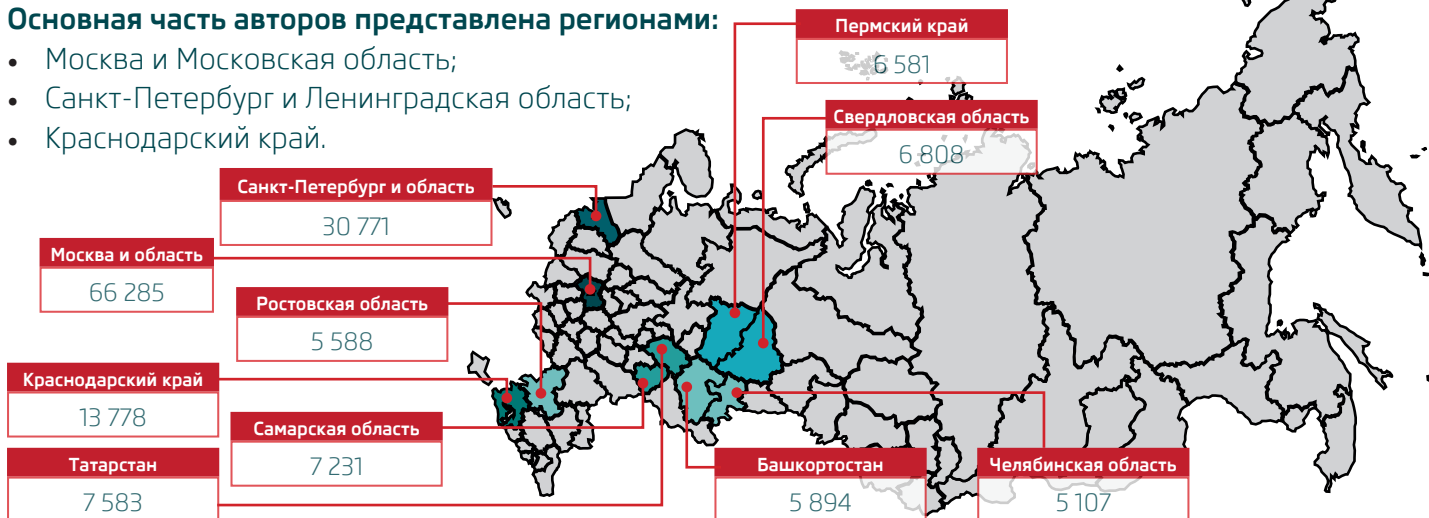 Основная часть авторов представлена регионами:
• Москва и Московская область;
• Санкт-Петербург и Ленинградская область;
• Краснодарский край.
Пермский край
6 581
Свердловская область
6 808
Санкт-Петербург и область
30 771
Москва и область
66 285
Ростовская область
5 588
Краснодарский край
13 778
Самарская область
7 231
Татарстан
7 583
Башкортостан
5 894
Челябинская область
5 107